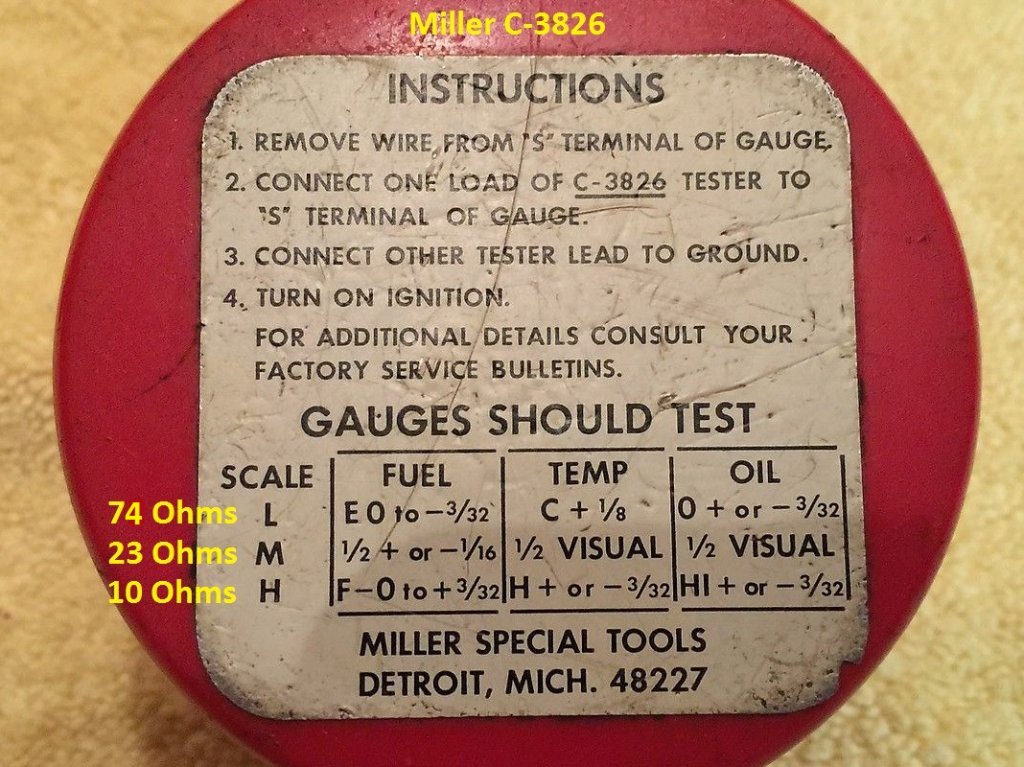 Miller C-3826
INSTRUCTIONS
1. REMOVE WIRE FROM "S" TERMINAL OF GAUGE.
2. CONNECT ONE LOAD OF C-3826 TESTER TO
"S" TERMINAL OF GAUGE.
3. CONNECT OTHER TESTER LEAD TO GROUND.
4. TURN ON IGNITION.
FOR ADDITIONAL DETAILS CONSULT YOUR
FACTORY SERVICE BULLETINS.
GAUGES SHOULD TEST
SCALE FUEL TEMP OIL
74 Ohms L E 0 to -3/32 C + 1/8 0 + or - 3/32
23 Ohms M 1/2 + or -1/16 1/2 VISUAL 1/2 VISUAL
10 Ohms H F-0 to + 3/32 H + or - 3/32 HI + or - 3/32
MILLER SPECIAL TOOLS
DETROIT, MICH. 48227